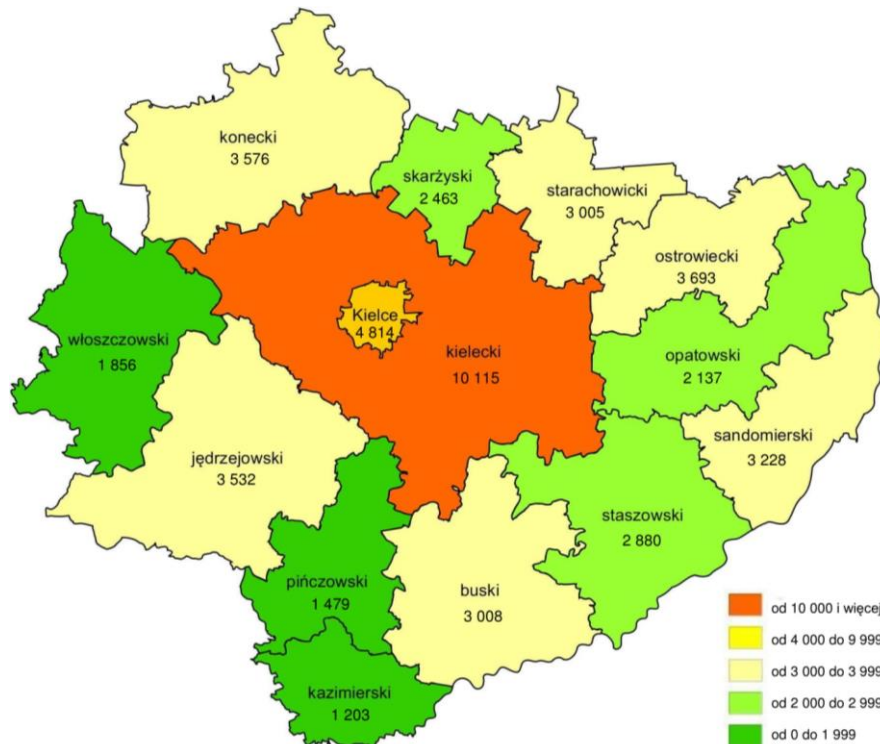 konecki
3 576
skarżyski
2 463
starachowicki
3 005
ostrowiecki
3 693
Kielce
4 814
włoszczowski
1 856
kielecki
10 115
opatowski
2 137
sandomierski
3 228
jędrzejowski
3 532
staszowski
2 880
pińczowski
1 479
buski
3 008
kazimierski
1 203
od 10 000 i więcej
od 4 000 do 9 999
od 3 000 do 3 999
od 2 000 do 2 999
od 0 do 1 999